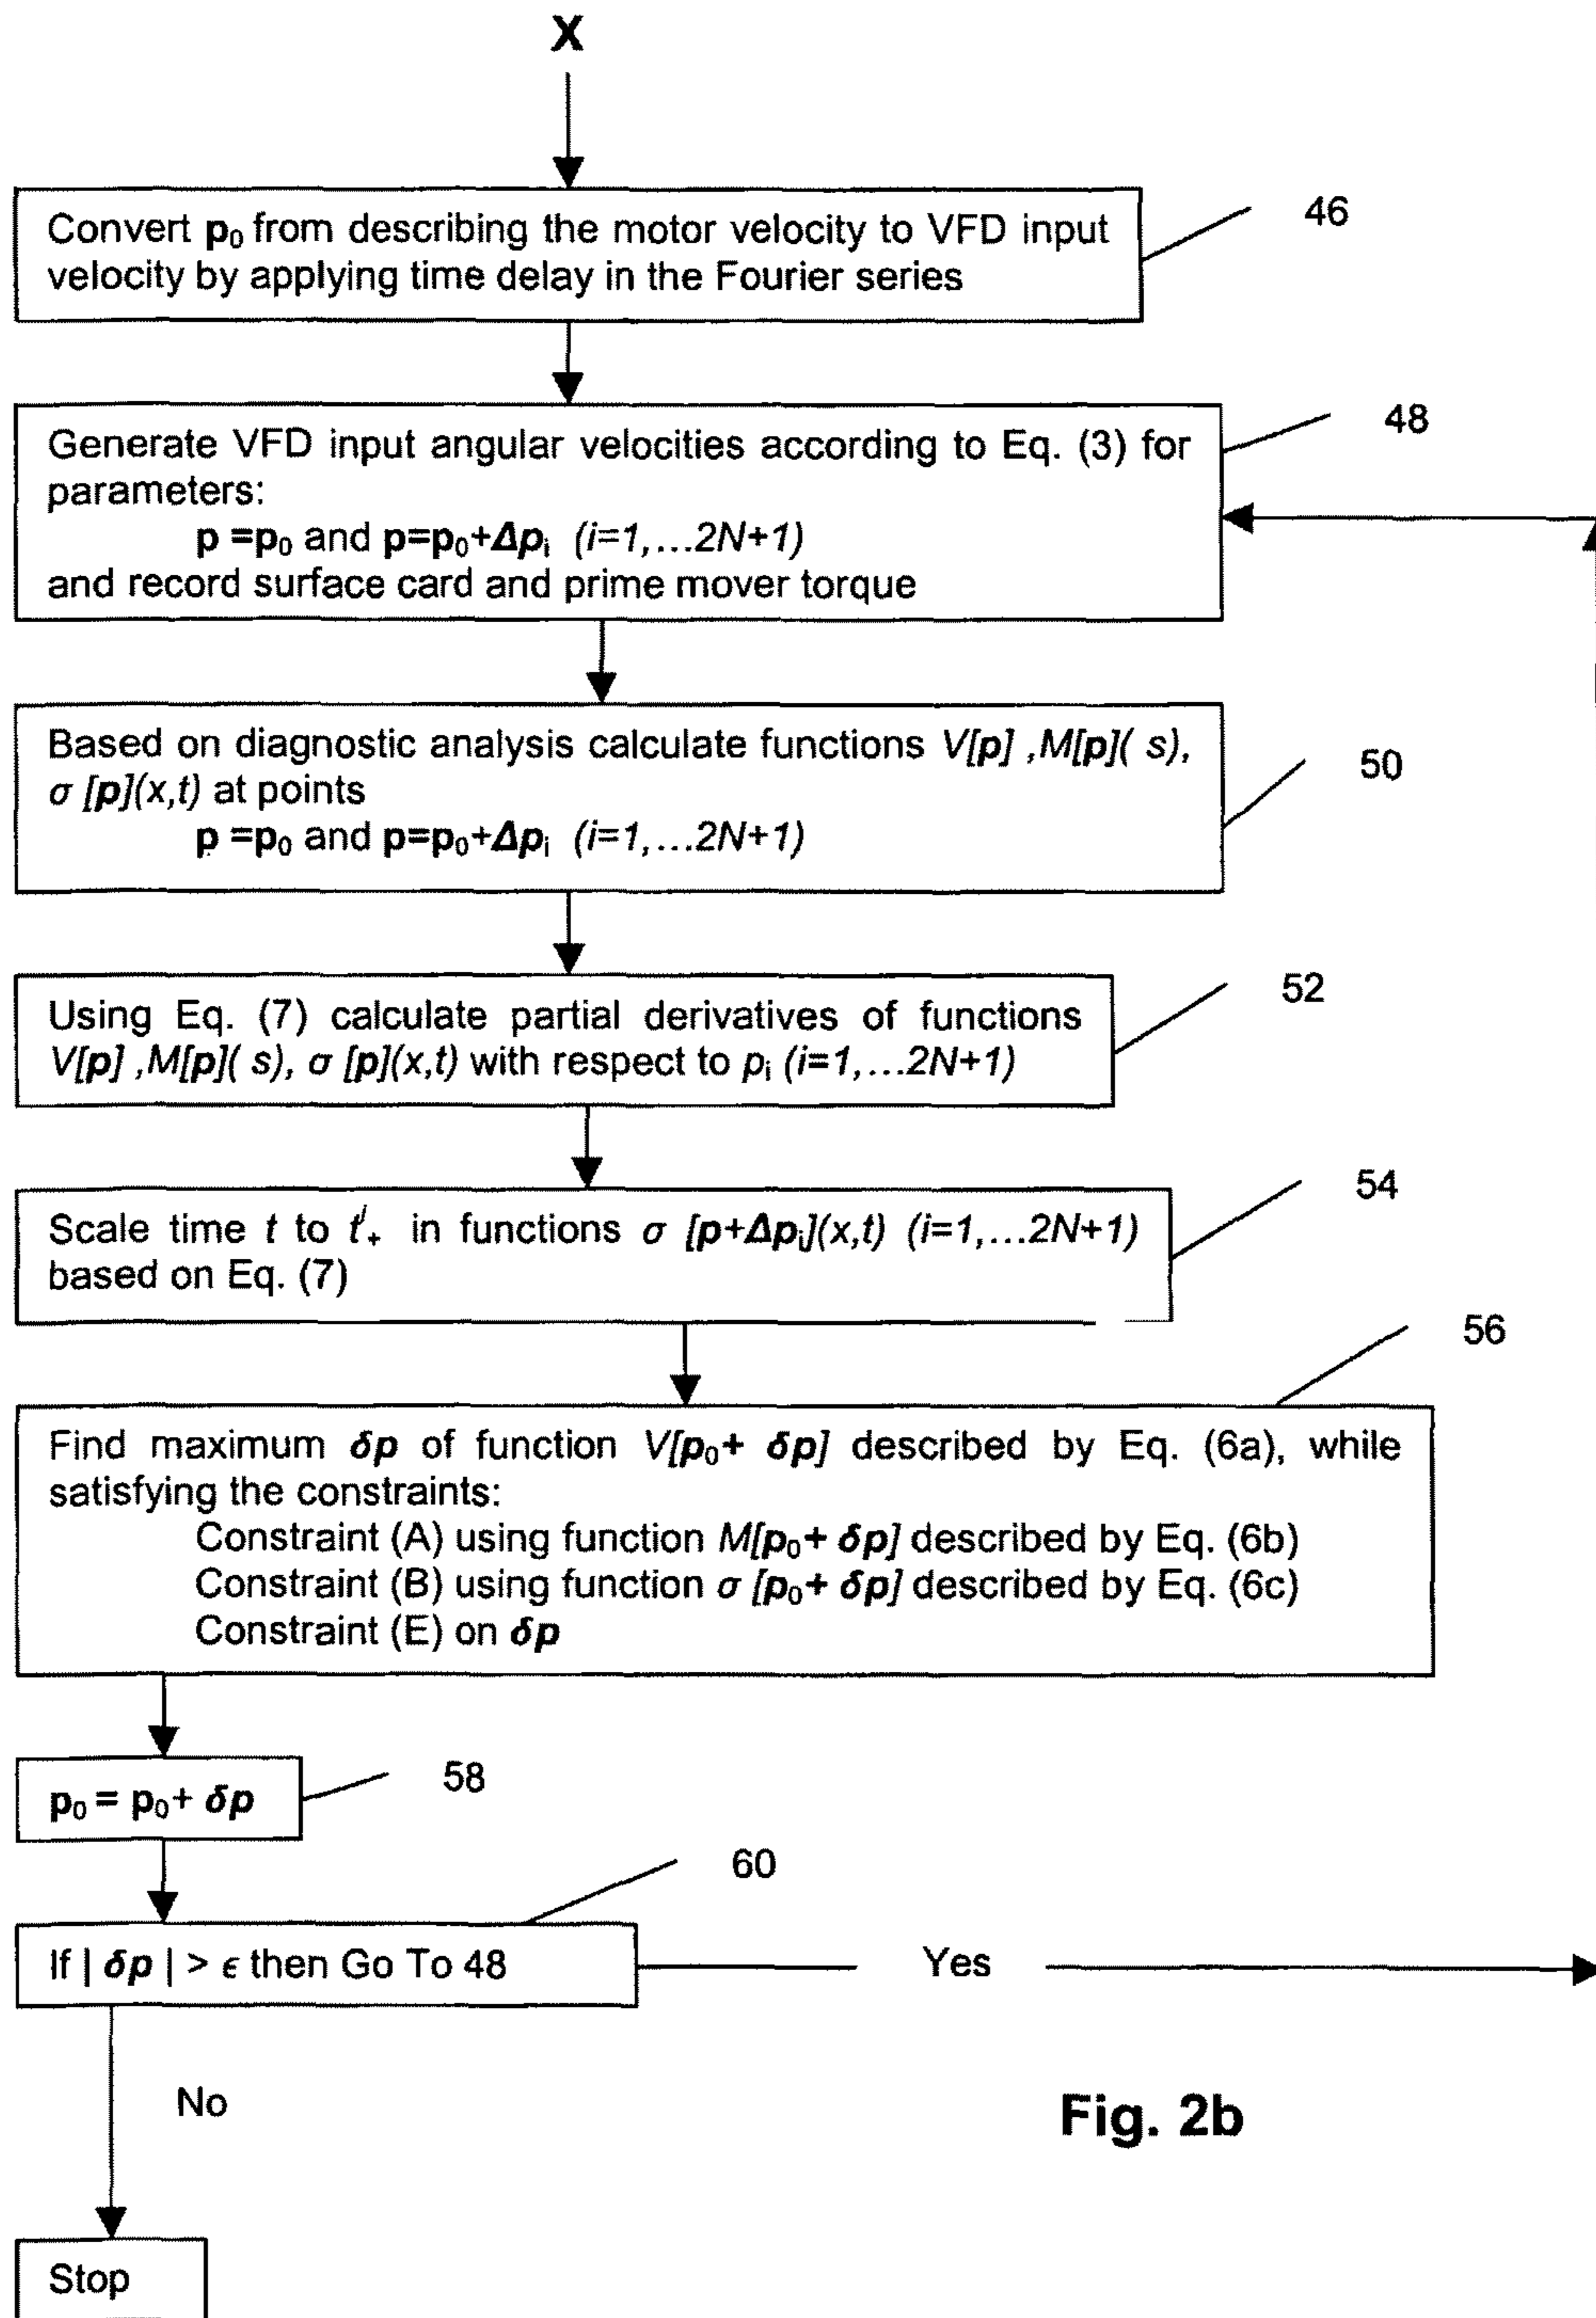 X
Convert p₀ from describing the motor velocity to VFD input
velocity by applying time delay in the Fourier series
46
Generate VFD input angular velocities according to Eq. (3) for
parameters:
p =p₀ and p=p₀+Δpᵢ (i=1,...2N+1)
and record surface card and prime mover torque
48
Based on diagnostic analysis calculate functions V[p] ,M[p]( s),
σ [p](x,t) at points
p =p₀ and p=p₀+Δpᵢ (i=1,...2N+1)
50
Using Eq. (7) calculate partial derivatives of functions
V[p] ,M[p]( s), σ [p](x,t) with respect to pᵢ (i=1,...2N+1)
52
Scale time t to tⁱ₊ in functions σ [p+Δpᵢ](x,t) (i=1,...2N+1)
based on Eq. (7)
54
Find maximum δp of function V[p₀+ δp] described by Eq. (6a), while
satisfying the constraints:
Constraint (A) using function M[p₀+ δp] described by Eq. (6b)
Constraint (B) using function σ [p₀+ δp] described by Eq. (6c)
Constraint (E) on δp
56
p₀ = p₀+ δp
58
If | δp | > ϵ then Go To 48
60
Yes
No
Fig. 2b
Stop